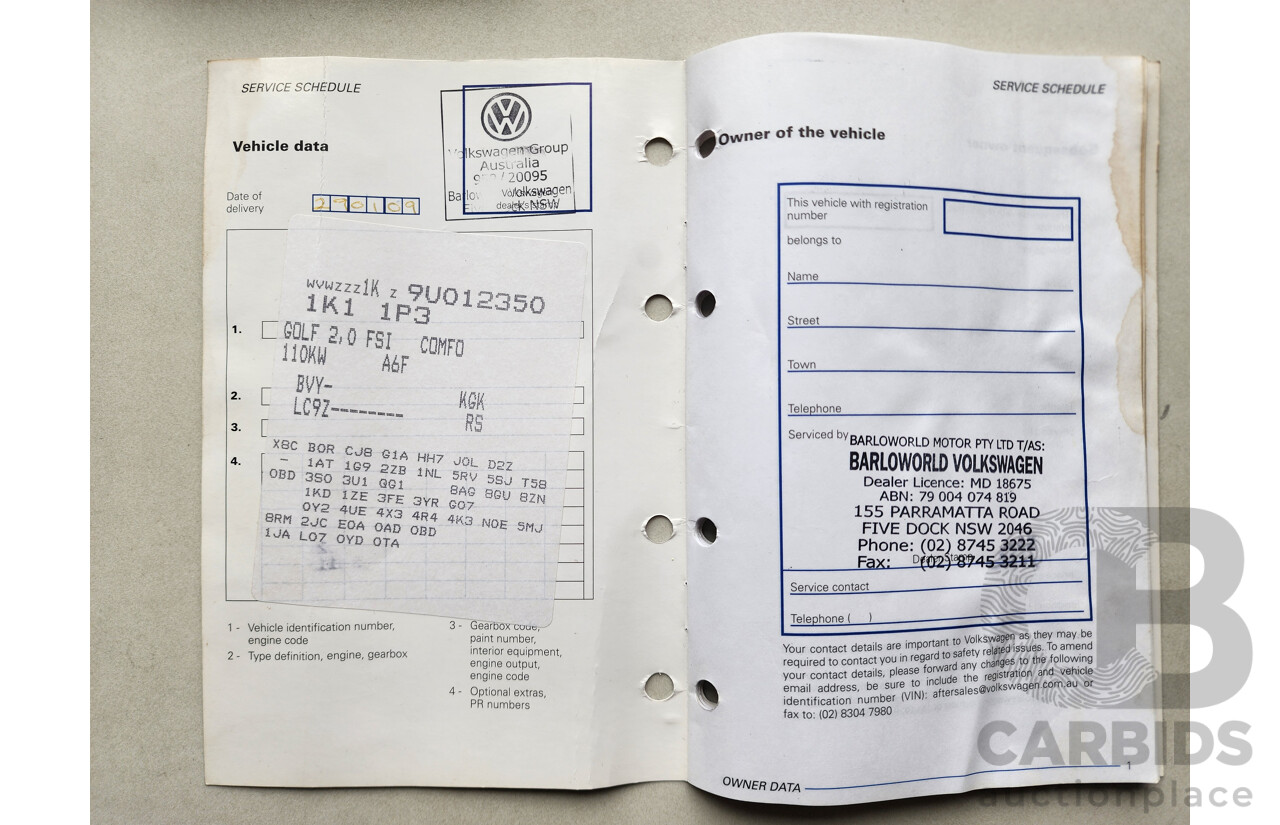 SERVICE SCHEDULE
Vehicle data
Volkswagen Group
Australia
/ 20095
Volkswagen
NSW
Date of
delivery
290109
WVWZZZ1K Z 9U012350
1K1 1P3
1.
GOLF 2,0 FSI COMFO
110KW A6F
2.
BVY- KGK
LC9Z-------- RS
3.
4.
X8C B0R CJ8 G1A HH7 J0L D2Z
- 1AT 1G9 2ZB 1NL 5RV 5SJ T58
0BD 3S0 3U1 QG1 8AG 8GU 8ZN
1KD 1ZE 3FE 3YR G07
0Y2 4UE 4X3 4R4 4K3 N0E 5MJ
8RM 2JC E0A 0AD 0BD
1JA L0Z 0YD 0TA
1 - Vehicle identification number,
engine code
2 - Type definition, engine, gearbox
3 - Gearbox code,
paint number,
interior equipment,
engine output,
engine code
4 - Optional extras,
PR numbers
SERVICE SCHEDULE
Owner of the vehicle
This vehicle with registration
number
belongs to
Name
Street
Town
Telephone
Serviced by
BARLOWORLD MOTOR PTY LTD T/AS:
BARLOWORLD VOLKSWAGEN
Dealer Licence: MD 18675
ABN: 79 004 074 819
155 PARRAMATTA ROAD
FIVE DOCK NSW 2046
Phone: (02) 8745 3222
Fax: (02) 8745 3211
Service contact
Telephone ( )
Your contact details are important to Volkswagen as they may be
required to contact you in regard to safety related issues. To amend
your contact details, please forward any changes to the following
email address, be sure to include the registration and vehicle
identification number (VIN): aftersales@volkswagen.com.au or
fax to: (02) 8304 7980
OWNER DATA
1
CARBIDS
auctionplace